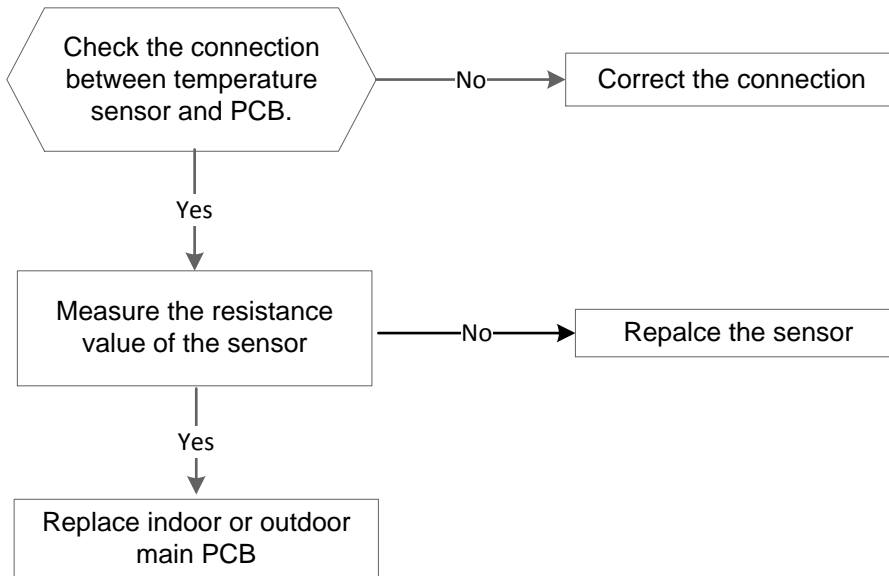 Check the connection
between temperature
sensor and PCB.
No
Correct the connection
Yes
Measure the resistance
value of the sensor
No
Repalce the sensor
Yes
Replace indoor or outdoor
main PCB